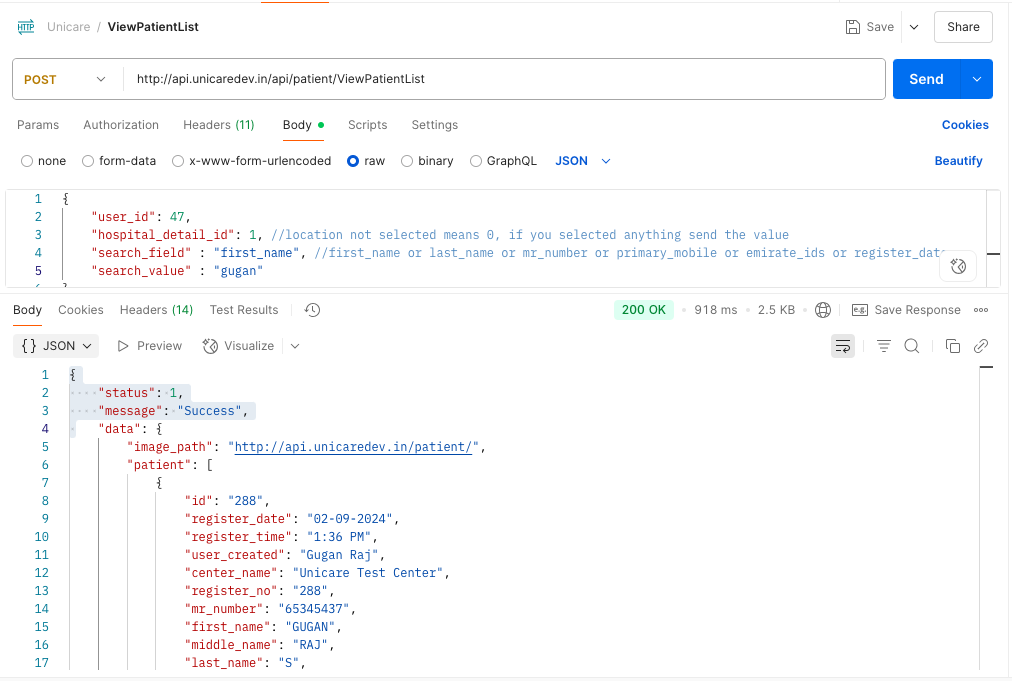 HTTP Unicare / ViewPatientList Save Share
POST http://api.unicaredev.in/api/patient/ViewPatientList Send
Params Authorization Headers (11) Body Scripts Settings Cookies
none form-data x-www-form-urlencoded raw binary GraphQL JSON Beautify
1 {
2 "user_id": 47,
3 "hospital_detail_id": 1, //location not selected means 0, if you selected anything send the value
4 "search_field" : "first_name", //first_name or last_name or mr_number or primary_mobile or emirate_ids or register_date
5 "search_value" : "gugan"
Body Cookies Headers (14) Test Results 200 OK • 918 ms • 2.5 KB • e.g. Save Response
{} JSON Preview Visualize
1 {
2 "status": 1,
3 "message": "Success",
4 "data": {
5 "image_path": "http://api.unicaredev.in/patient/",
6 "patient": [
7 {
8 "id": "288",
9 "register_date": "02-09-2024",
10 "register_time": "1:36 PM",
11 "user_created": "Gugan Raj",
12 "center_name": "Unicare Test Center",
13 "register_no": "288",
14 "mr_number": "65345437",
15 "first_name": "GUGAN",
16 "middle_name": "RAJ",
17 "last_name": "S",